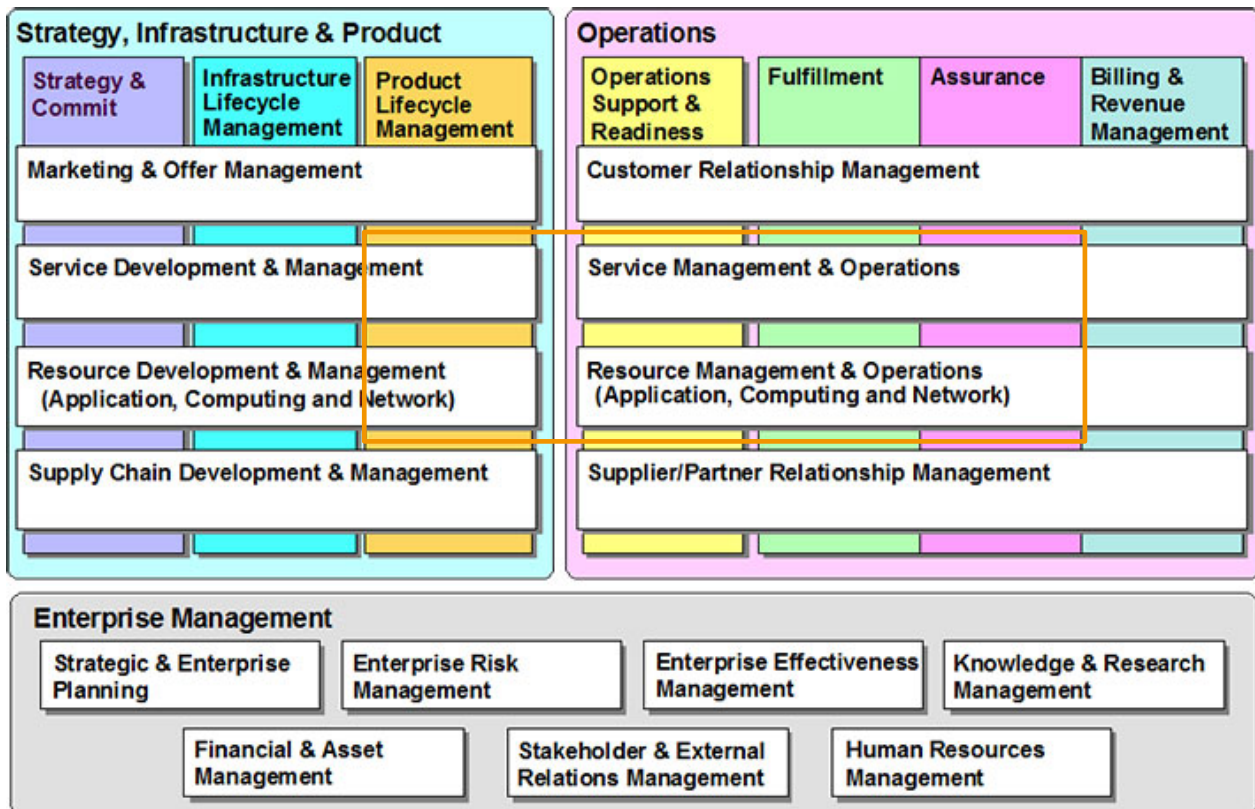 Strategy, Infrastructure & Product
Strategy &
Commit
Infrastructure
Lifecycle
Management
Product
Lifecycle
Management
Marketing & Offer Management
Service Development & Management
Resource Development & Management
(Application, Computing and Network)
Supply Chain Development & Management
Operations
Operations
Support &
Readiness
Fulfillment
Assurance
Billing &
Revenue
Management
Customer Relationship Management
Service Management & Operations
Resource Management & Operations
(Application, Computing and Network)
Supplier/Partner Relationship Management
Enterprise Management
Strategic & Enterprise
Planning
Enterprise Risk
Management
Enterprise Effectiveness
Management
Knowledge & Research
Management
Financial & Asset
Management
Stakeholder & External
Relations Management
Human Resources
Management